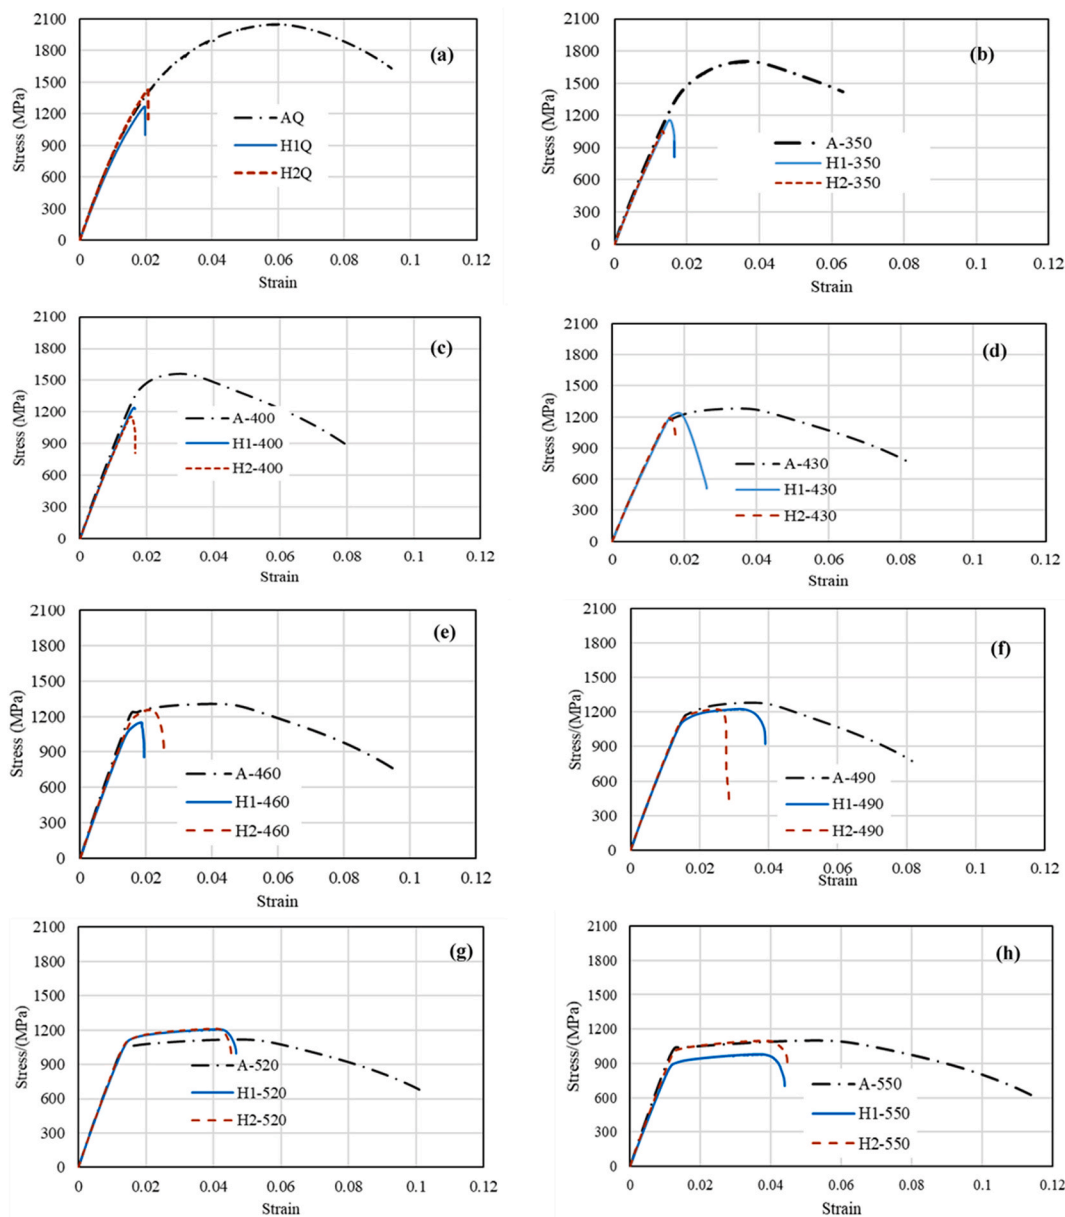 2100
1800
1500
1200
900
600
300
0
Stress (MPa)
(a)
AQ
H1Q
H2Q
0 0.02 0.04 0.06 0.08 0.1 0.12
Strain
2100
1800
1500
1200
900
600
300
0
Stress (MPa)
(b)
A-350
H1-350
H2-350
0 0.02 0.04 0.06 0.08 0.1 0.12
Strain
2100
1800
1500
1200
900
600
300
0
Stress (MPa)
(c)
A-400
H1-400
H2-400
0 0.02 0.04 0.06 0.08 0.1 0.12
Strain
2100
1800
1500
1200
900
600
300
0
Stress (MPa)
(d)
A-430
H1-430
H2-430
0 0.02 0.04 0.06 0.08 0.1 0.12
Strain
2100
1800
1500
1200
900
600
300
0
Stress (MPa)
(e)
A-460
H1-460
H2-460
0 0.02 0.04 0.06 0.08 0.1 0.12
Strain
2100
1800
1500
1200
900
600
300
0
Stress/(MPa)
(f)
A-490
H1-490
H2-490
0 0.02 0.04 0.06 0.08 0.1 0.12
Strain
2100
1800
1500
1200
900
600
300
0
Stress/(MPa)
(g)
A-520
H1-520
H2-520
0 0.02 0.04 0.06 0.08 0.1 0.12
Strain
2100
1800
1500
1200
900
600
300
0
Stress/(MPa)
(h)
A-550
H1-550
H2-550
0 0.02 0.04 0.06 0.08 0.1 0.12
Strain